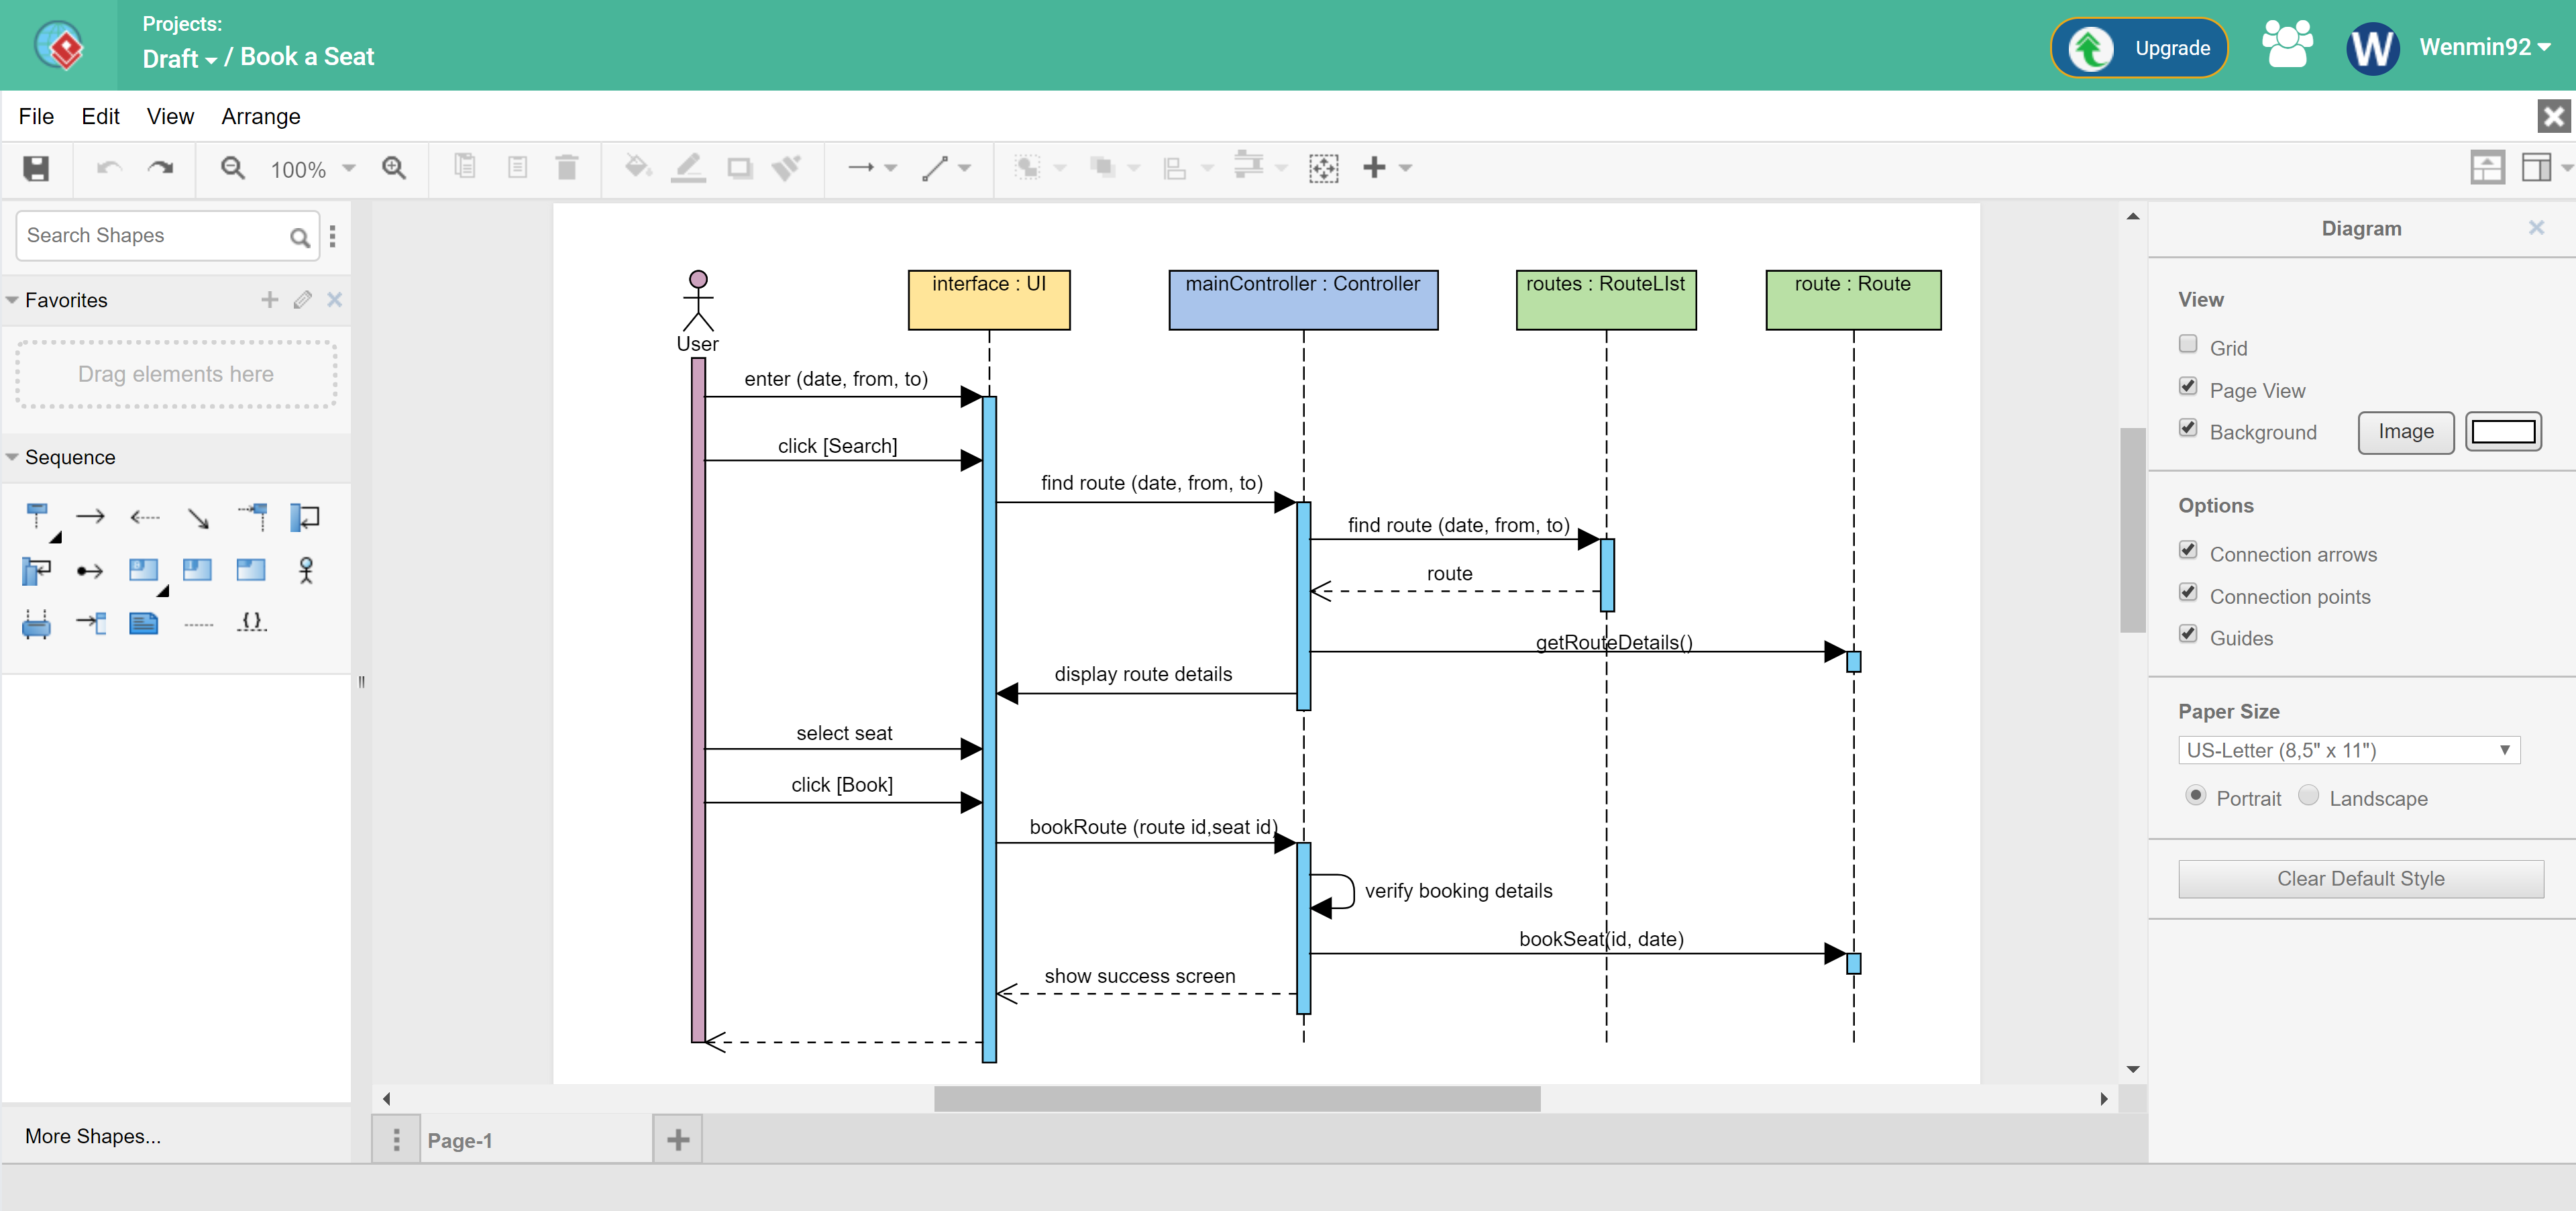 Projects:
Draft / Book a Seat
Upgrade
W
Wenmin92
File Edit View Arrange
100%
Search Shapes
Favorites
Drag elements here
Sequence
More Shapes...
interface : UI
mainController : Controller
routes : RouteLIst
route : Route
User
enter (date, from, to)
click [Search]
find route (date, from, to)
find route (date, from, to)
route
getRouteDetails()
display route details
select seat
click [Book]
bookRoute (route id,seat id)
verify booking details
bookSeat(id, date)
show success screen
Page-1
Diagram
View
Grid
Page View
Background Image
Options
Connection arrows
Connection points
Guides
Paper Size
US-Letter (8,5" x 11")
Portrait Landscape
Clear Default Style